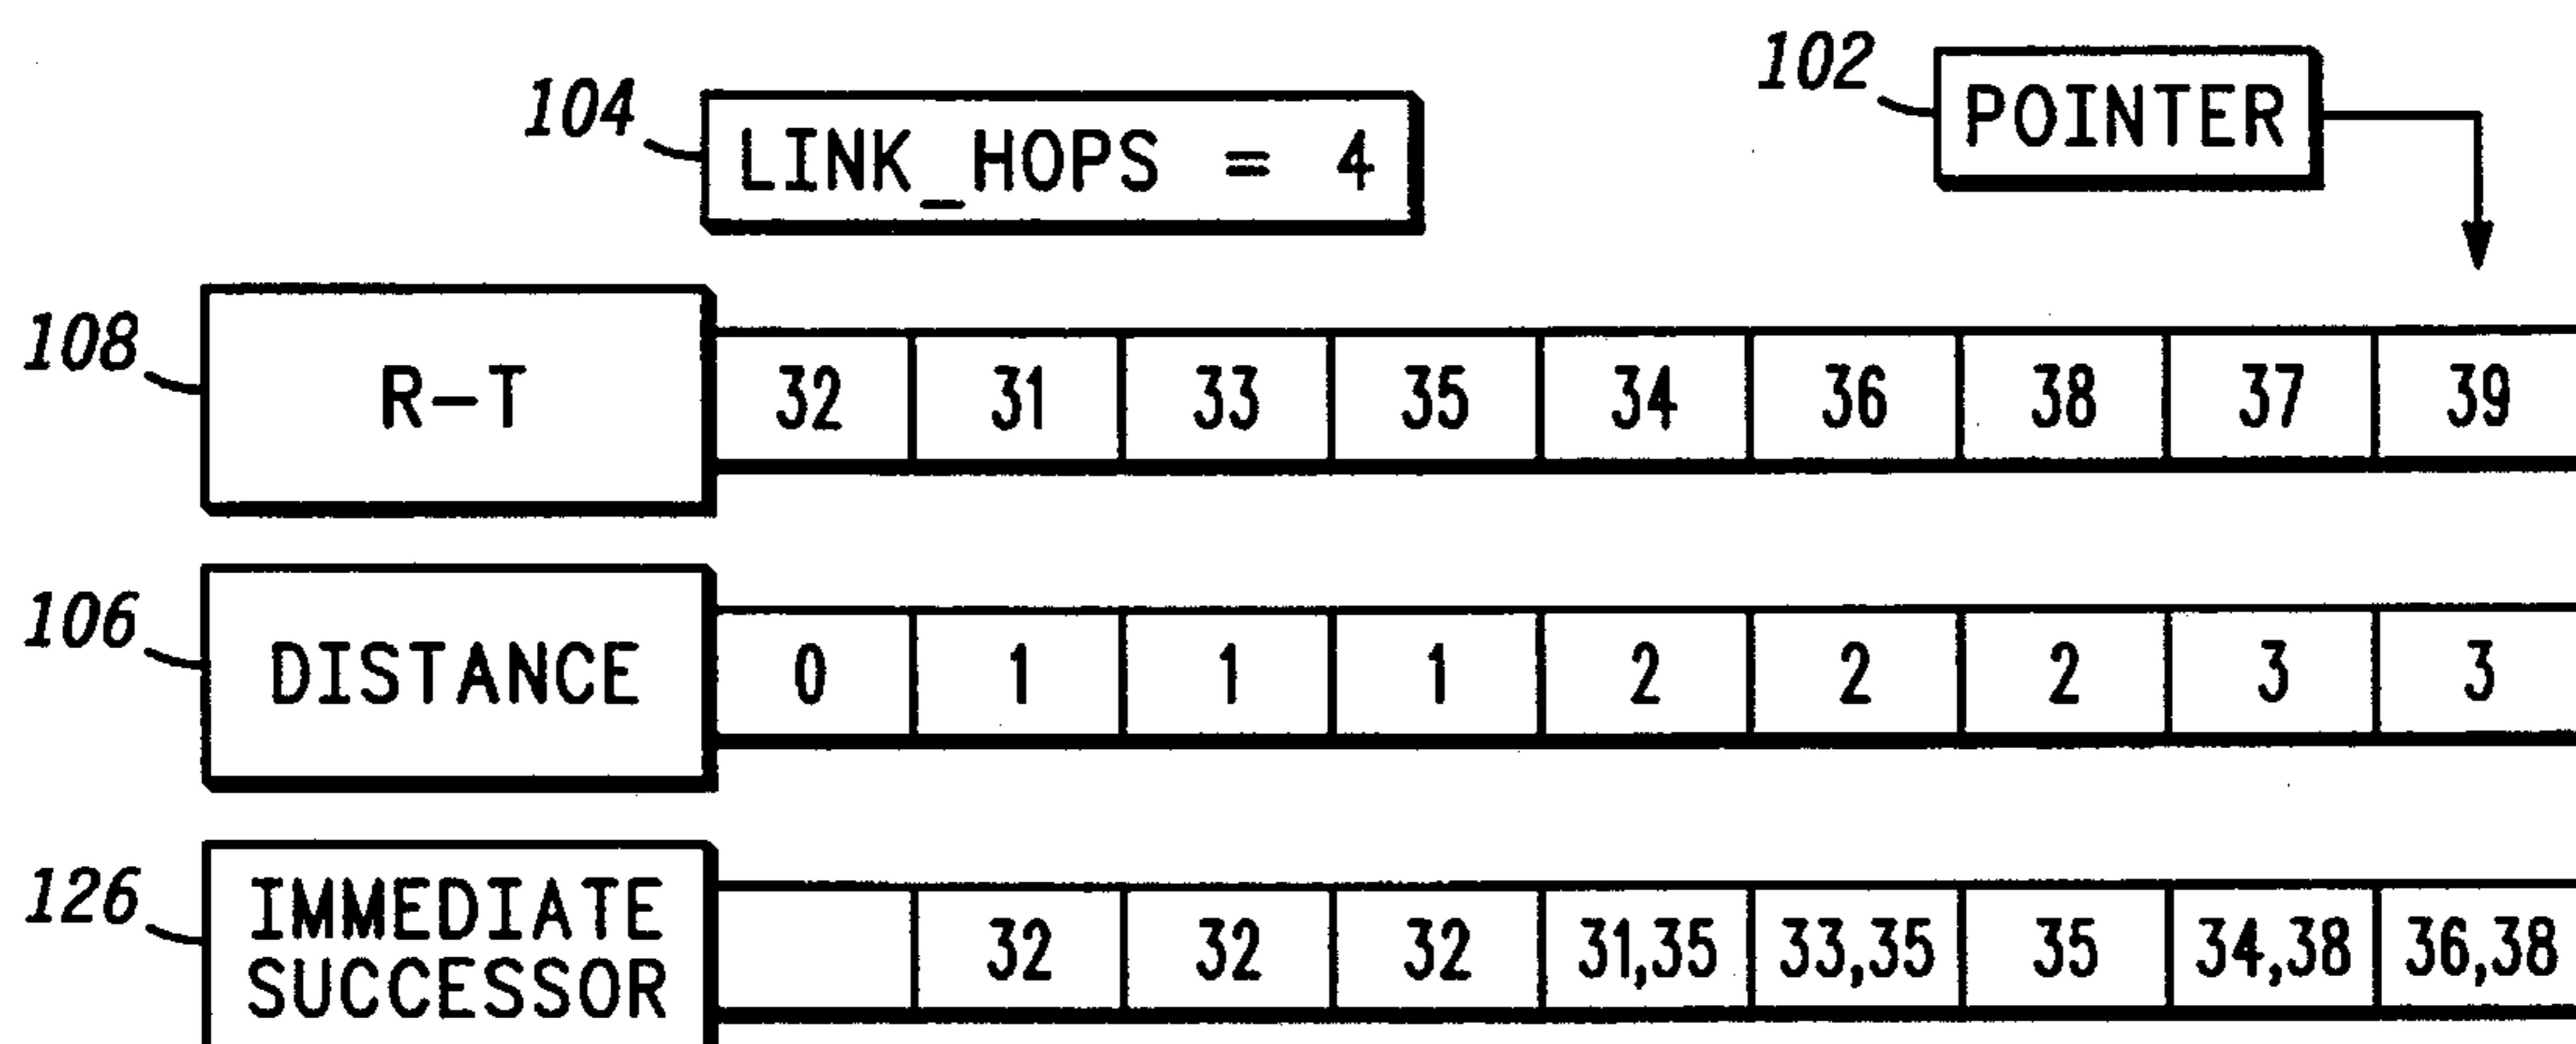 102
POINTER
104
LINK_HOPS = 4
108
R-T
32 31 33 35 34 36 38 37 39
106
DISTANCE
0 1 1 1 2 2 2 3 3
126
IMMEDIATE
SUCCESSOR
32 32 32 31,35 33,35 35 34,38 36,38